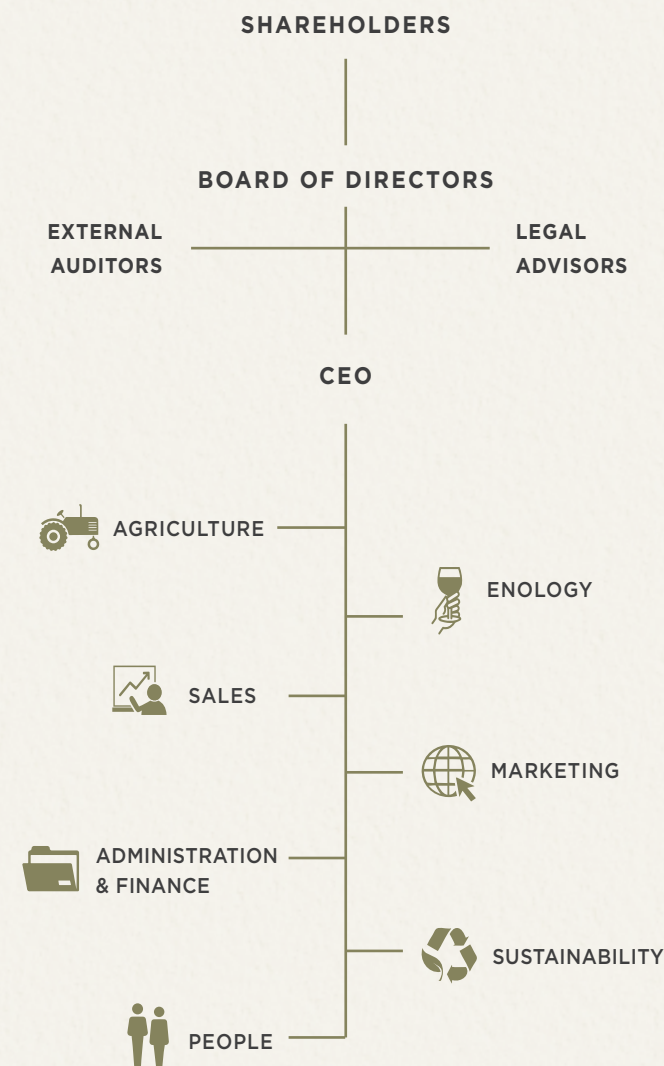 SHAREHOLDERS
BOARD OF DIRECTORS
EXTERNAL
AUDITORS
LEGAL
ADVISORS
CEO
AGRICULTURE
ENOLOGY
SALES
MARKETING
ADMINISTRATION
& FINANCE
SUSTAINABILITY
PEOPLE